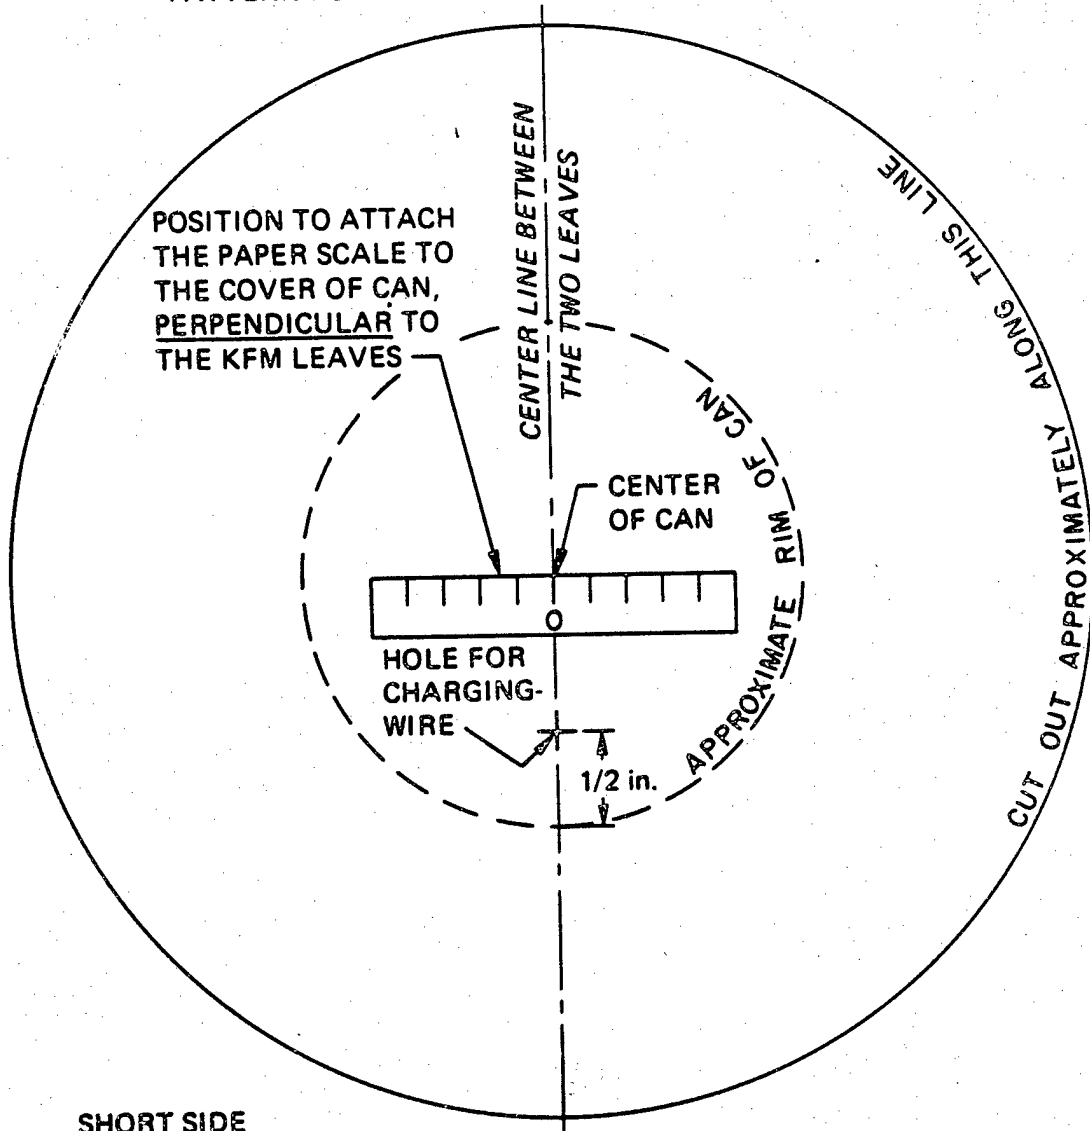 CENTER LINE BETWEEN
THE TWO LEAVES
POSITION TO ATTACH
THE PAPER SCALE TO
THE COVER OF CAN,
PERPENDICULAR TO
THE KFM LEAVES
CUT OUT APPROXIMATELY ALONG THIS LINE
APPROXIMATE RIM OF CAN
CENTER
OF CAN
0
HOLE FOR
CHARGING-
WIRE
1/2 in.
SHORT SIDE